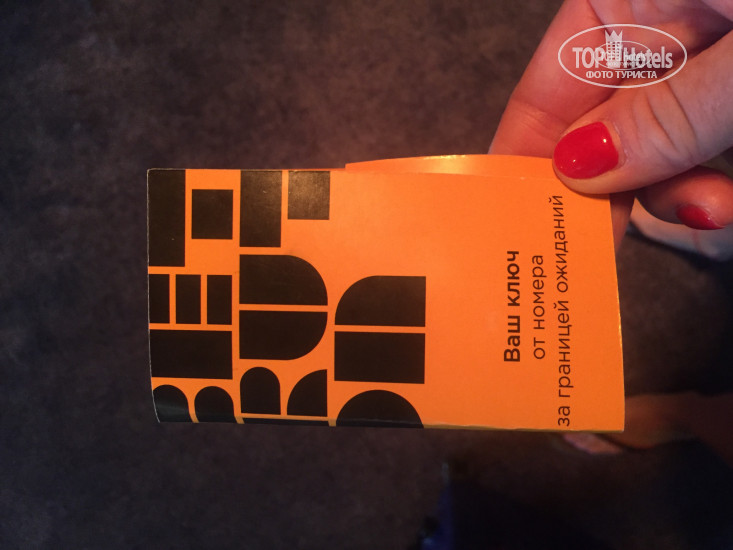 TOP Hotels
ФОТО ТУРИСТА
Ваш ключ
от номера
за границей ожиданий